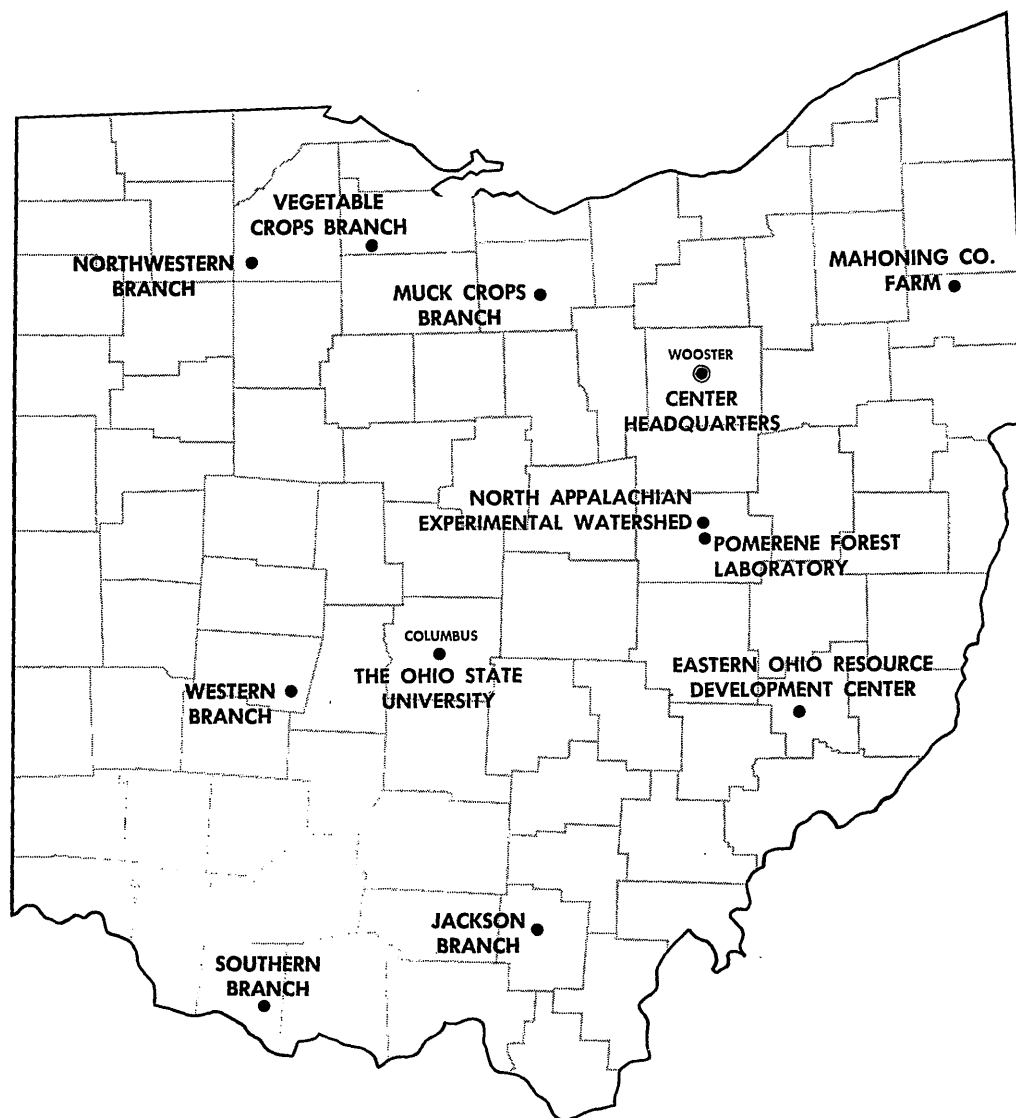 VEGETABLE
CROPS BRANCH
NORTHWESTERN
BRANCH
MUCK CROPS
BRANCH
MAHONING CO.
FARM
WOOSTER
CENTER
HEADQUARTERS
NORTH APPALACHIAN
EXPERIMENTAL WATERSHED
POMERENE FOREST
LABORATORY
COLUMBUS
THE OHIO STATE
UNIVERSITY
EASTERN OHIO RESOURCE
DEVELOPMENT CENTER
WESTERN
BRANCH
JACKSON
BRANCH
SOUTHERN
BRANCH